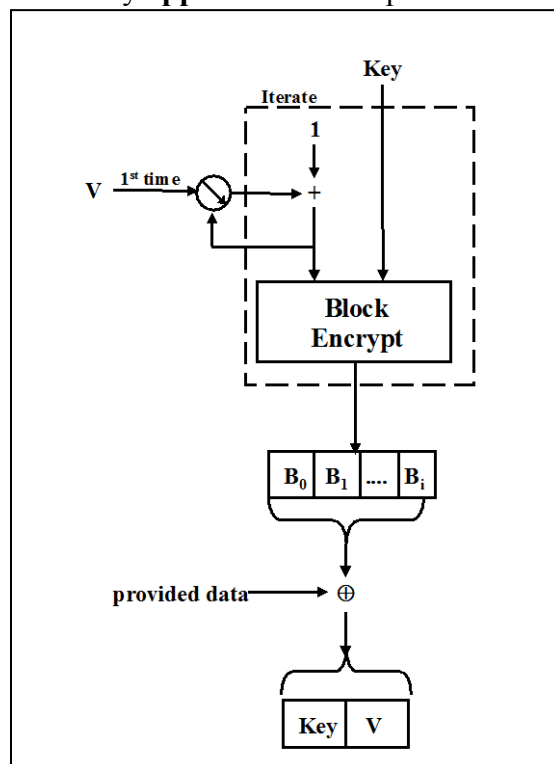 Key
Iterate
1
V 1st time
+
Block
Encrypt
B0 B1 .... Bi
provided data ⊕
Key V